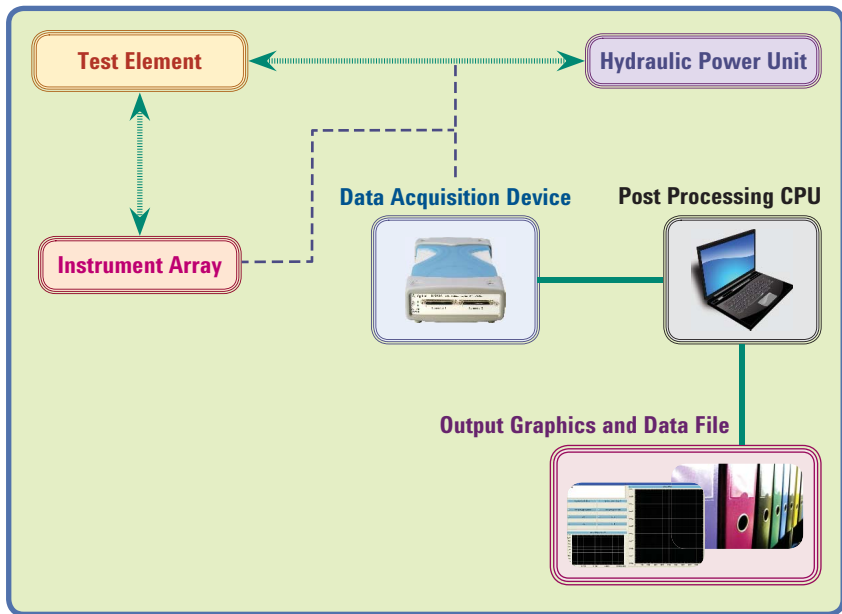 Test Element
Hydraulic Power Unit
Data Acquisition Device
Post Processing CPU
Instrument Array
Output Graphics and Data File